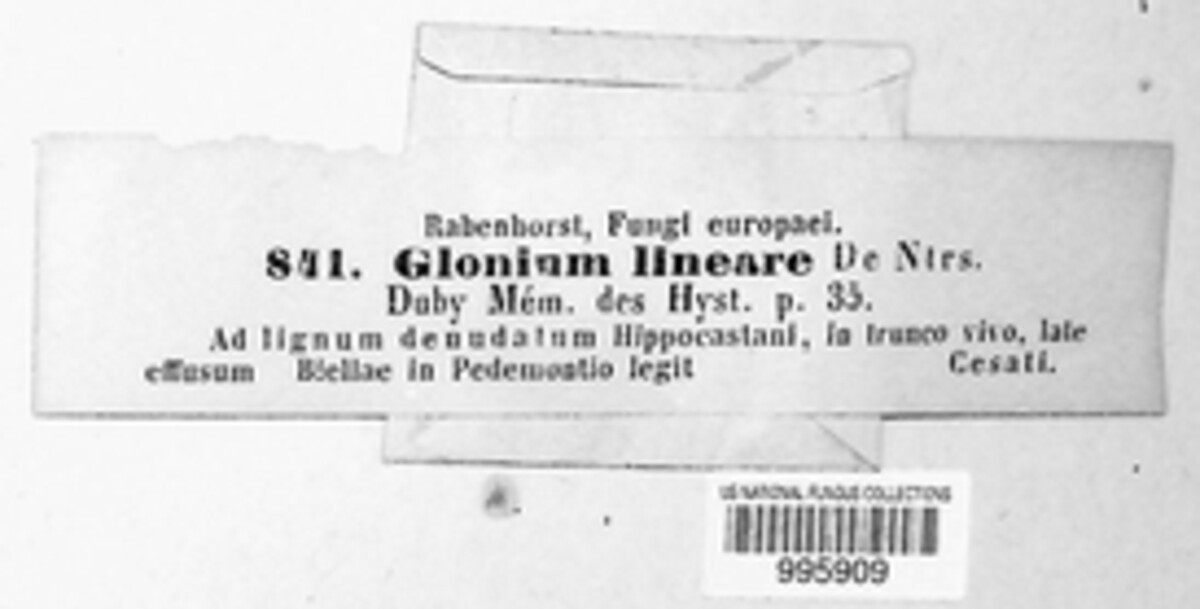 Rabenhorst, Fungi europaei.
841. Glonium lineare De Ntrs.
Duby Mém. des Hyst. p. 35.
Ad lignum denudatum Hippocastani, in trunco vivo, late
effusum Biellae in Pedemontio legit Cesati.
US NATIONAL FUNGUS COLLECTIONS
995909